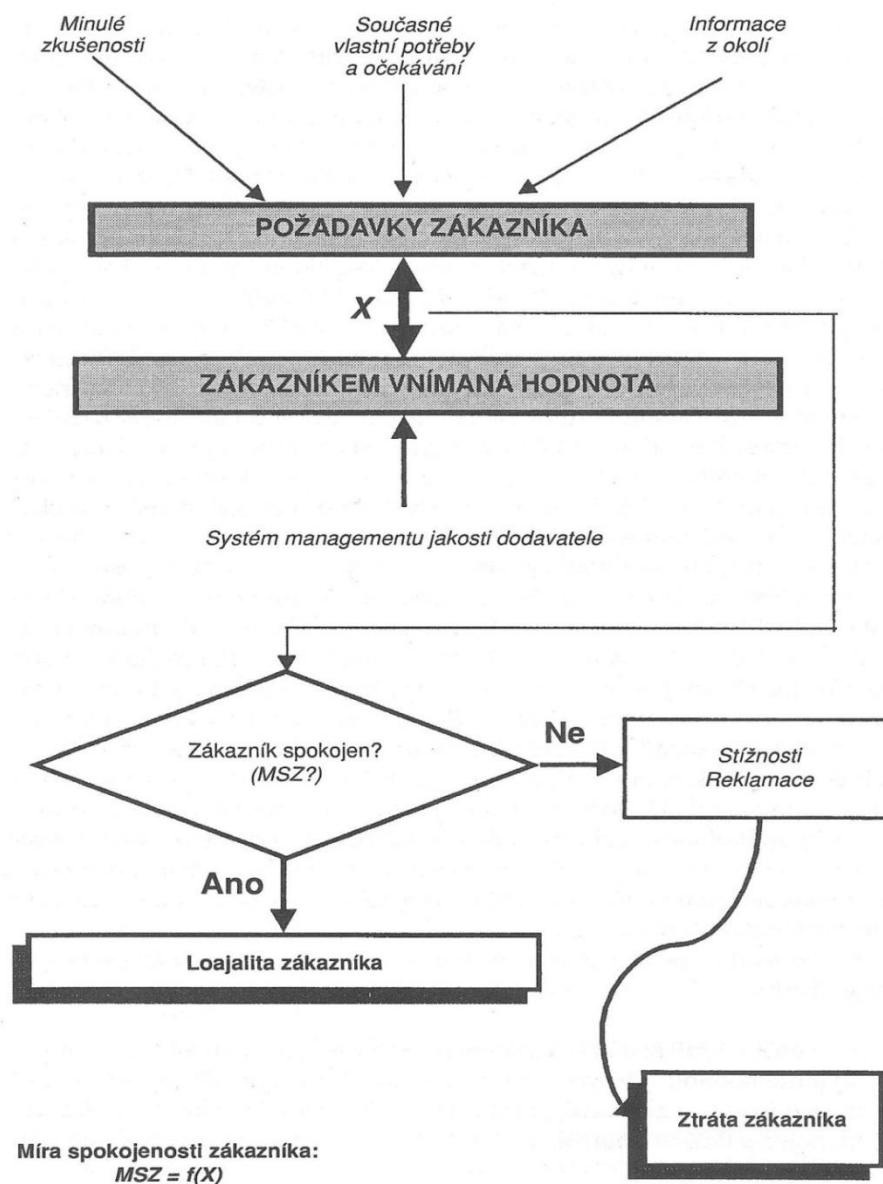 Minulé
zkušenosti
Současné
vlastní potřeby
a očekávání
Informace
z okolí
POŽADAVKY ZÁKAZNÍKA
X
ZÁKAZNÍKEM VNÍMANÁ HODNOTA
Systém managementu jakosti dodavatele
Zákazník spokojen?
(MSZ?)
Ne
Stížnosti
Reklamace
Ano
Loajalita zákazníka
Ztráta zákazníka
Míra spokojenosti zákazníka:
MSZ = f(X)